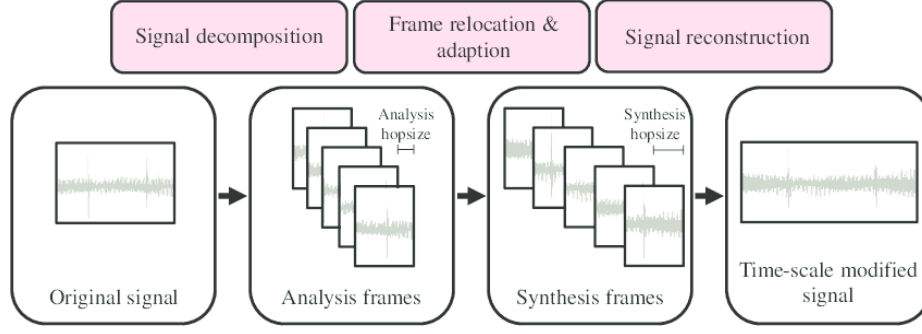 Signal decomposition
Frame relocation &
adaption
Signal reconstruction
Analysis
hopsize
Synthesis
hopsize
Original signal
Analysis frames
Synthesis frames
Time-scale modified
signal